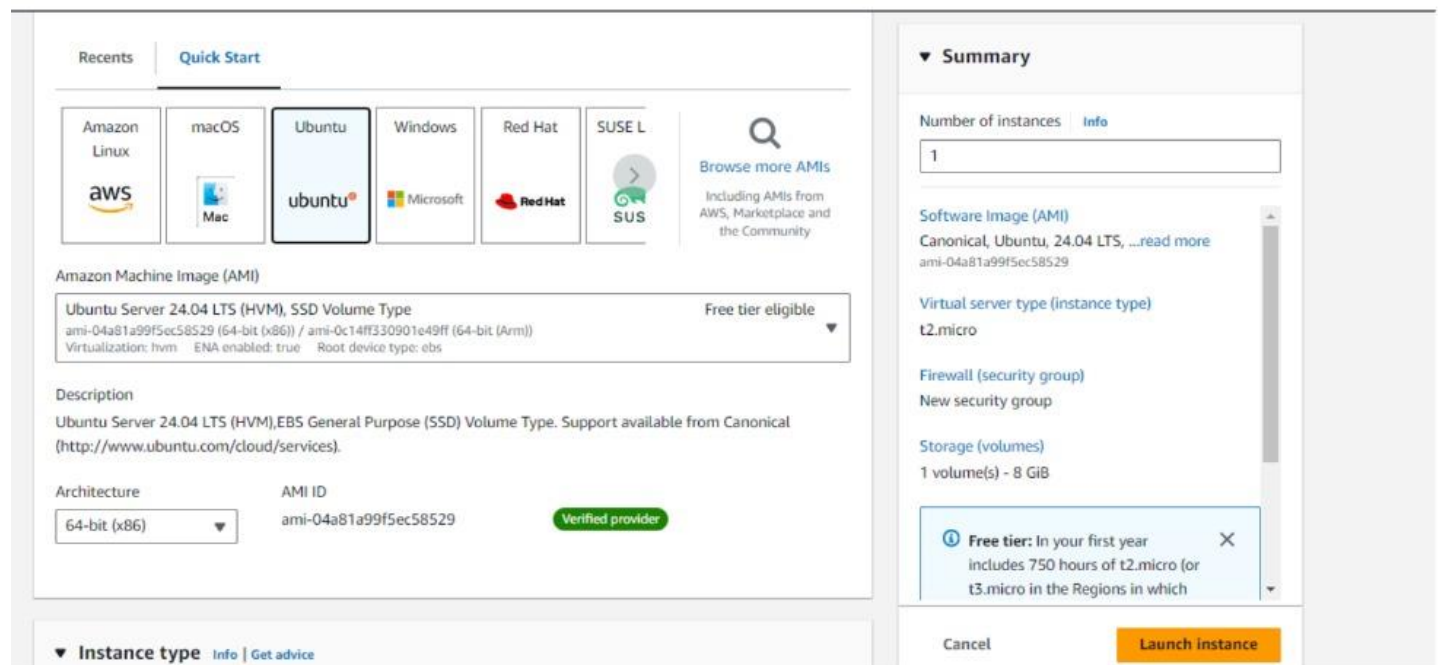 Recents
Quick Start
Amazon
Linux
aws
macOS
Mac
Ubuntu
ubuntu
Windows
Microsoft
Red Hat
Red Hat
SUSE L
SUS
Browse more AMIs
Including AMIs from
AWS, Marketplace and
the Community
Amazon Machine Image (AMI)
Ubuntu Server 24.04 LTS (HVM), SSD Volume Type
Free tier eligible
ami-04a81a99f5ec58529 (64-bit (x86)) / ami-0c14ff330901e49ff (64-bit (Arm))
Virtualization: hvm ENA enabled: true Root device type: ebs
Description
Ubuntu Server 24.04 LTS (HVM),EBS General Purpose (SSD) Volume Type. Support available from Canonical
(http://www.ubuntu.com/cloud/services).
Architecture
AMI ID
64-bit (x86)
ami-04a81a99f5ec58529
Verified provider
Instance type Info | Get advice
Summary
Number of instances Info
1
Software Image (AMI)
Canonical, Ubuntu, 24.04 LTS, ...read more
ami-04a81a99f5ec58529
Virtual server type (instance type)
t2.micro
Firewall (security group)
New security group
Storage (volumes)
1 volume(s) - 8 GiB
Free tier: In your first year
includes 750 hours of t2.micro (or
t3.micro in the Regions in which
Cancel
Launch instance